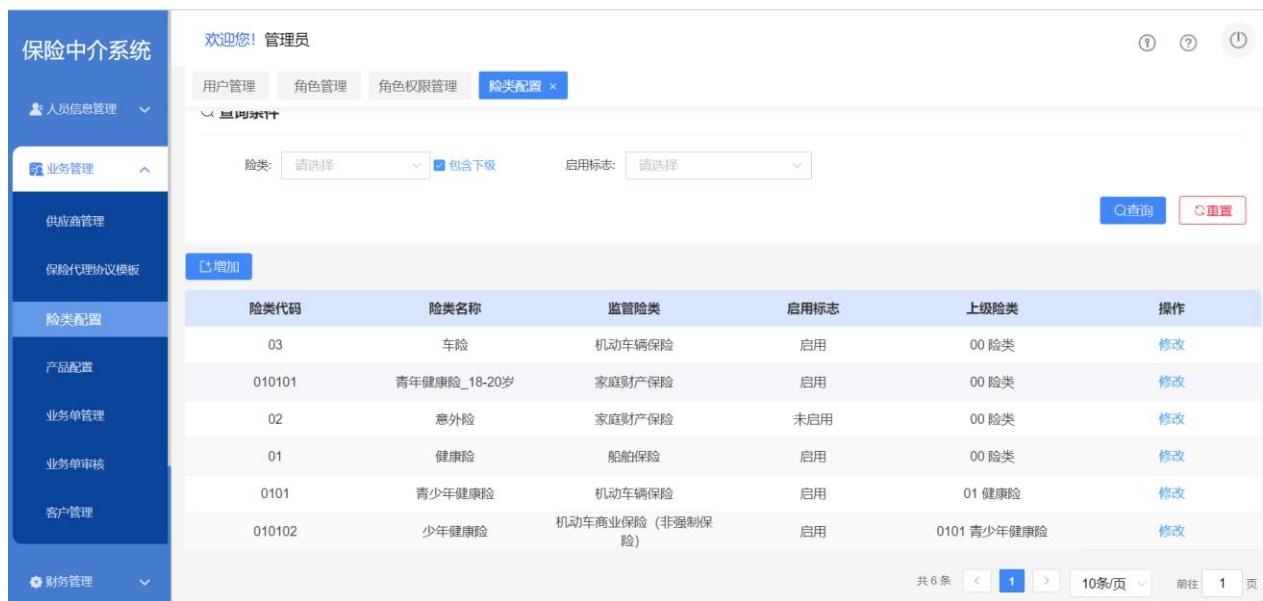 保险中介系统
欢迎您! 管理员
用户管理 角色管理 角色权限管理 险类配置 ×
人员信息管理
查询条件
业务管理
险类: 请选择 包含下级 启用标志: 请选择
供应商管理
查询 重置
保险代理协议模板
增加
险类配置
险类代码 险类名称 监管险类 启用标志 上级险类 操作
03 车险 机动车辆保险 启用 00 险类 修改
产品配置
010101 青年健康险_18-20岁 家庭财产保险 启用 00 险类 修改
业务单管理
02 意外险 家庭财产保险 未启用 00 险类 修改
业务单审核
01 健康险 船舶保险 启用 00 险类 修改
0101 青少年健康险 机动车辆保险 启用 01 健康险 修改
客户管理
010102 少年健康险 机动车商业保险（非强制保险） 启用 0101 青少年健康险 修改
财务管理
共 6 条 < 1 > 10条/页 前往 1 页